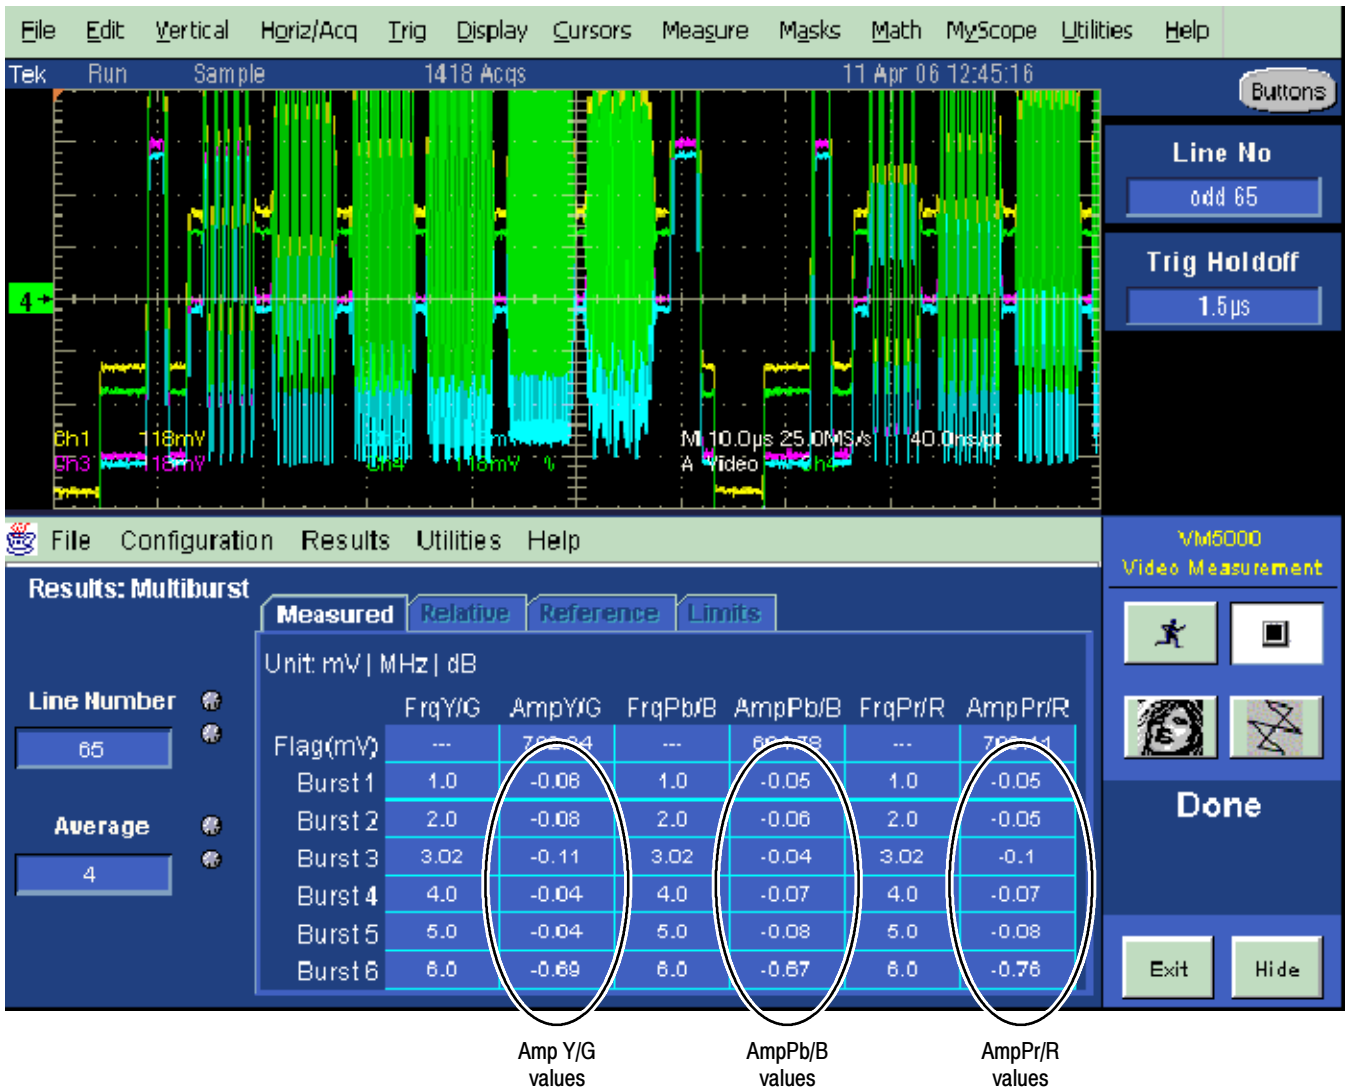 File Edit Vertical Horiz/Acq Trig Display Cursors Measure Masks Math MyScope Utilities Help
Tek Run Sample 1418 Acqs 11 Apr 06 12:45:16
Buttons
Line No
odd 65
Trig Holdoff
1.5µs
4
Ch1 118mV
M 10.0µs 25.0MS/s 40.0ns/pt
Ch3 118mV Ch4 118mV % A Video Ch4
File Configuration Results Utilities Help
VM5000
Video Measurement
Results: Multiburst
Measured Relative Reference Limits
Unit: mV | MHz | dB
Line Number
65
Average
4
FrqY/G AmpY/G FrqPb/B AmpPb/B FrqPr/R AmpPr/R
Flag(mV) --- --- ---
Burst 1 1.0 -0.06 1.0 -0.05 1.0 -0.05
Burst 2 2.0 -0.08 2.0 -0.06 2.0 -0.05
Burst 3 3.02 -0.11 3.02 -0.04 3.02 -0.1
Burst 4 4.0 -0.04 4.0 -0.07 4.0 -0.07
Burst 5 5.0 -0.04 5.0 -0.08 5.0 -0.08
Burst 6 6.0 -0.69 6.0 -0.67 6.0 -0.76
Done
Exit Hide
Amp Y/G
values
AmpPb/B
values
AmpPr/R
values